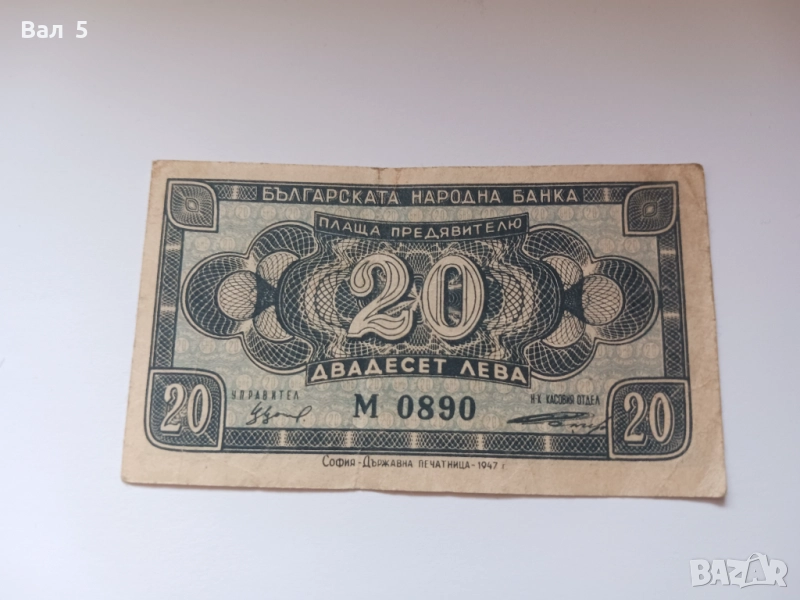 Вал 5
БЪЛГАРСКАТА НАРОДНА БАНКА
ПЛАЩА ПРЕДЯВИТЕЛЮ
20
ДВАДЕСЕТ ЛЕВА
УПРАВИТЕЛ
Н-К КАСОВИЯ ОТДЕЛ
20
М 0890
20
СОФИЯ - ДЪРЖАВНА ПЕЧАТНИЦА - 1947 г.
BAZAR